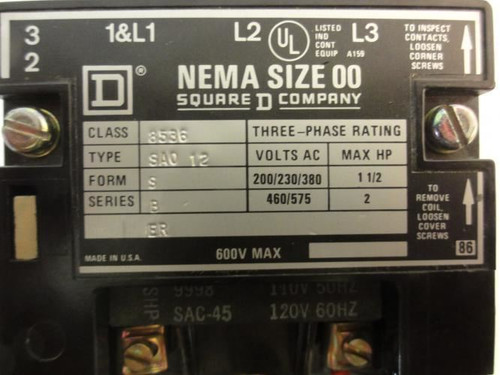 3 1&L1 L2 UL LISTED IND CONT EQUIP A159 L3 TO INSPECT CONTACTS, LOOSEN CORNER SCREWS
2
D ® NEMA SIZE 00
SQUARE D COMPANY
CLASS 8536 THREE-PHASE RATING
TYPE SAO 12 VOLTS AC MAX HP
FORM S 200/230/380 1 1/2
SERIES B 460/575 2
ER
TO REMOVE COIL, LOOSEN COVER SCREWS
MADE IN U.S.A. 600V MAX
86
SHP 9998 110V 50HZ
SAC-45 120V 60HZ